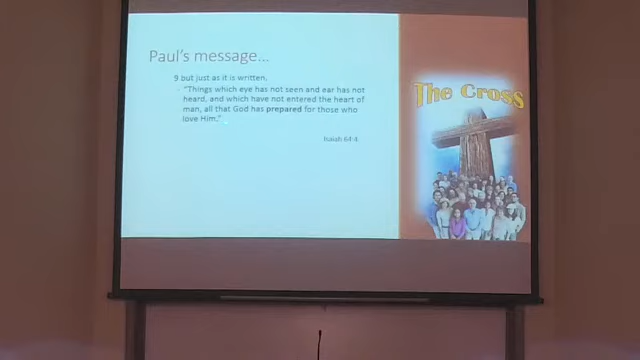 Paul's message...
9 but just as it is written,
- "Things which eye has not seen and ear has not
heard, and which have not entered the heart of
man, all that God has prepared for those who
love Him."
Isaiah 64:4
The Cross